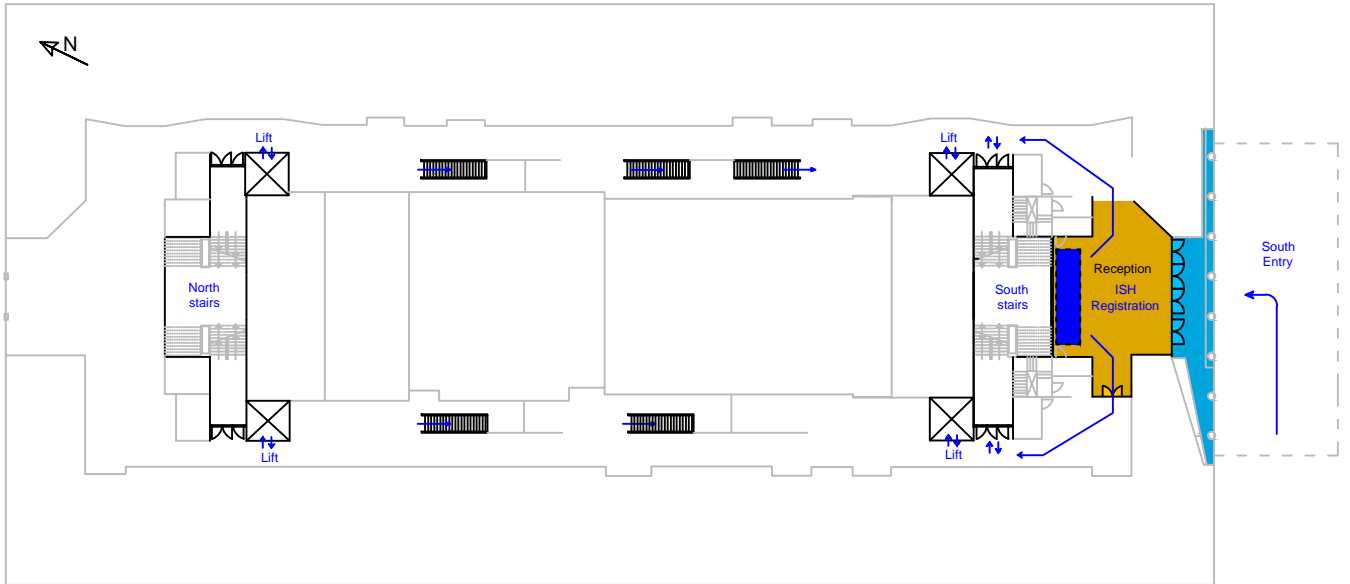 N
Lift
Lift
South
Entry
Reception
ISH
Registration
North
stairs
South
stairs
Lift
Lift